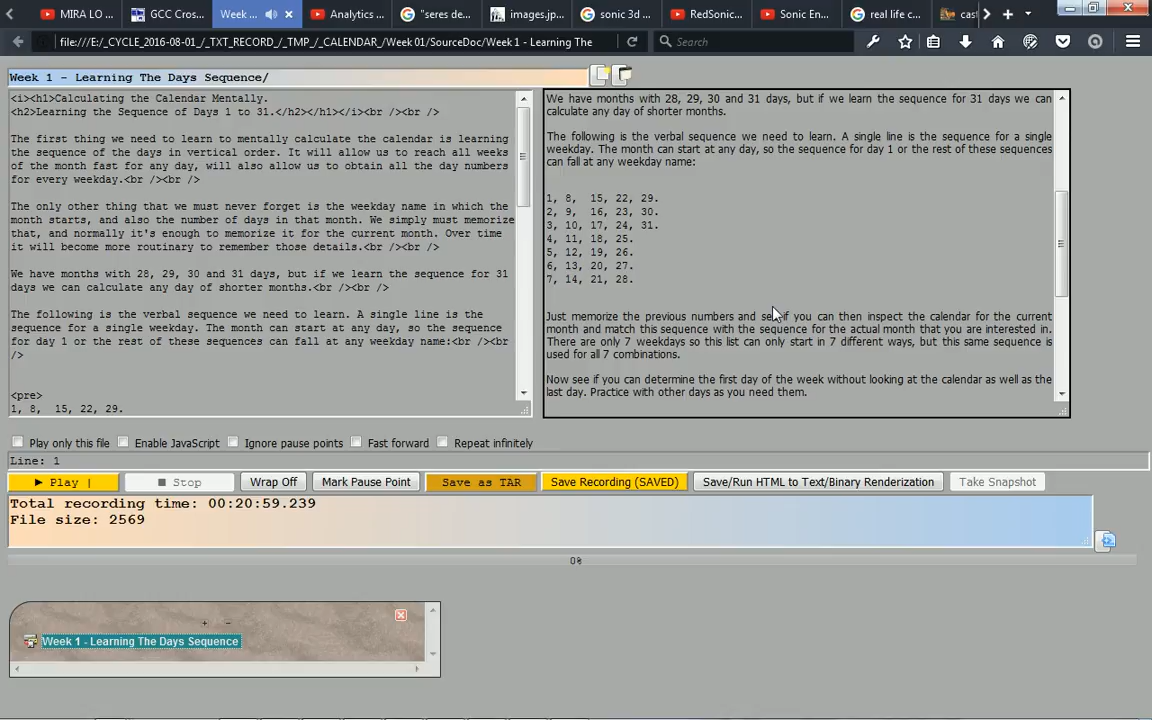 MIRA LO ...
GCC Cros...
Week ...
Analytics ...
"seres de...
images.jp...
sonic 3d ...
RedSonic...
Sonic En...
real life c...
cast
file:///E:/_CYCLE_2016-08-01_/_TXT_RECORD_/_TMP_/_CALENDAR_/Week 01/SourceDoc/Week 1 - Learning The
Search
Week 1 - Learning The Days Sequence/
<i><h1>Calculating the Calendar Mentally.
<h2>Learning the Sequence of Days 1 to 31.</h2></h1></i><br /><br />
The first thing we need to learn to mentally calculate the calendar is learning
the sequence of the days in vertical order. It will allow us to reach all weeks
of the month fast for any day, will also allow us to obtain all the day numbers
for every weekday.<br /><br />
The only other thing that we must never forget is the weekday name in which the
month starts, and also the number of days in that month. We simply must memorize
that, and normally it's enough to memorize it for the current month. Over time
it will become more routinary to remember those details.<br /><br />
We have months with 28, 29, 30 and 31 days, but if we learn the sequence for 31
days we can calculate any day of shorter months.<br /><br />
The following is the verbal sequence we need to learn. A single line is the
sequence for a single weekday. The month can start at any day, so the sequence
for day 1 or the rest of these sequences can fall at any weekday name:<br /><br
/>
<pre>
1, 8,  15, 22, 29.
We have months with 28, 29, 30 and 31 days, but if we learn the sequence for 31 days we can
calculate any day of shorter months.
The following is the verbal sequence we need to learn. A single line is the sequence for a single
weekday. The month can start at any day, so the sequence for day 1 or the rest of these sequences
can fall at any weekday name:
1, 8,  15, 22, 29.
2, 9,  16, 23, 30.
3, 10, 17, 24, 31.
4, 11, 18, 25.
5, 12, 19, 26.
6, 13, 20, 27.
7, 14, 21, 28.
Just memorize the previous numbers and see if you can then inspect the calendar for the current
month and match this sequence with the sequence for the actual month that you are interested in.
There are only 7 weekdays so this list can only start in 7 different ways, but this same sequence is
used for all 7 combinations.
Now see if you can determine the first day of the week without looking at the calendar as well as the
last day. Practice with other days as you need them.
Play only this file
Enable JavaScript
Ignore pause points
Fast forward
Repeat infinitely
Line: 1
Play |
Stop
Wrap Off
Mark Pause Point
Save as TAR
Save Recording (SAVED)
Save/Run HTML to Text/Binary Renderization
Take Snapshot
Total recording time: 00:20:59.239
File size: 2569
0%
+ -
Week 1 - Learning The Days Sequence